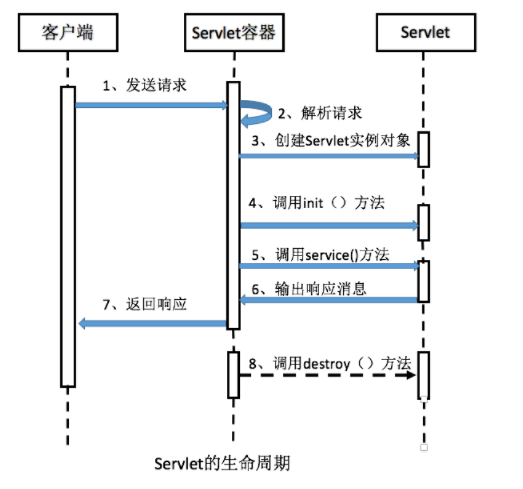 客户端
Servlet容器
Servlet
1、发送请求
2、解析请求
3、创建Servlet实例对象
4、调用init（）方法
5、调用service()方法
6、输出响应消息
7、返回响应
8、调用destroy（）方法
Servlet的生命周期